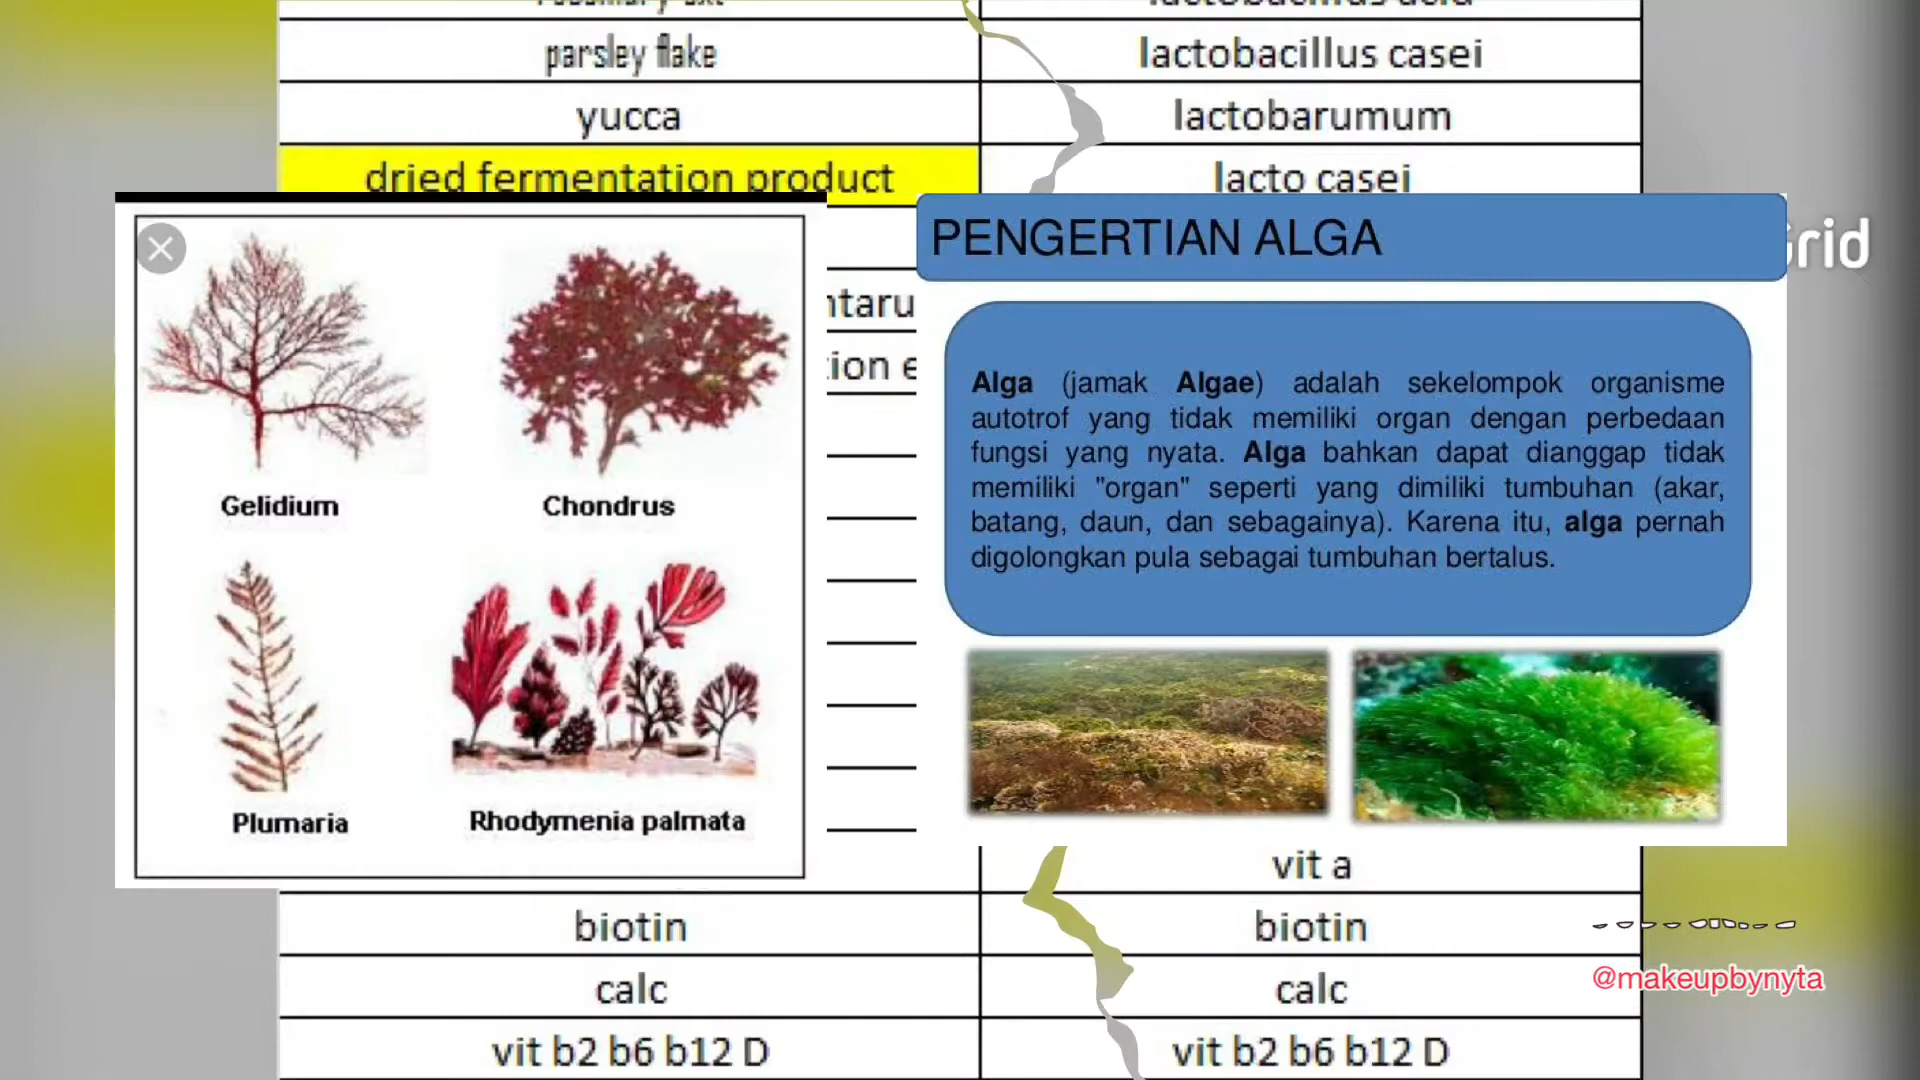 parsley flake
lactobacillus casei
yucca
lactobarumum
dried fermentation product
lacto casei
Gelidium
Chondrus
Plumaria
Rhodymenia palmata
PENGERTIAN ALGA
Alga (jamak Algae) adalah sekelompok organisme
autotrof yang tidak memiliki organ dengan perbedaan
fungsi yang nyata. Alga bahkan dapat dianggap tidak
memiliki "organ" seperti yang dimiliki tumbuhan (akar,
batang, daun, dan sebagainya). Karena itu, alga pernah
digolongkan pula sebagai tumbuhan bertalus.
vit a
biotin
biotin
calc
calc
vit b2 b6 b12 D
vit b2 b6 b12 D
@makeupbynyta